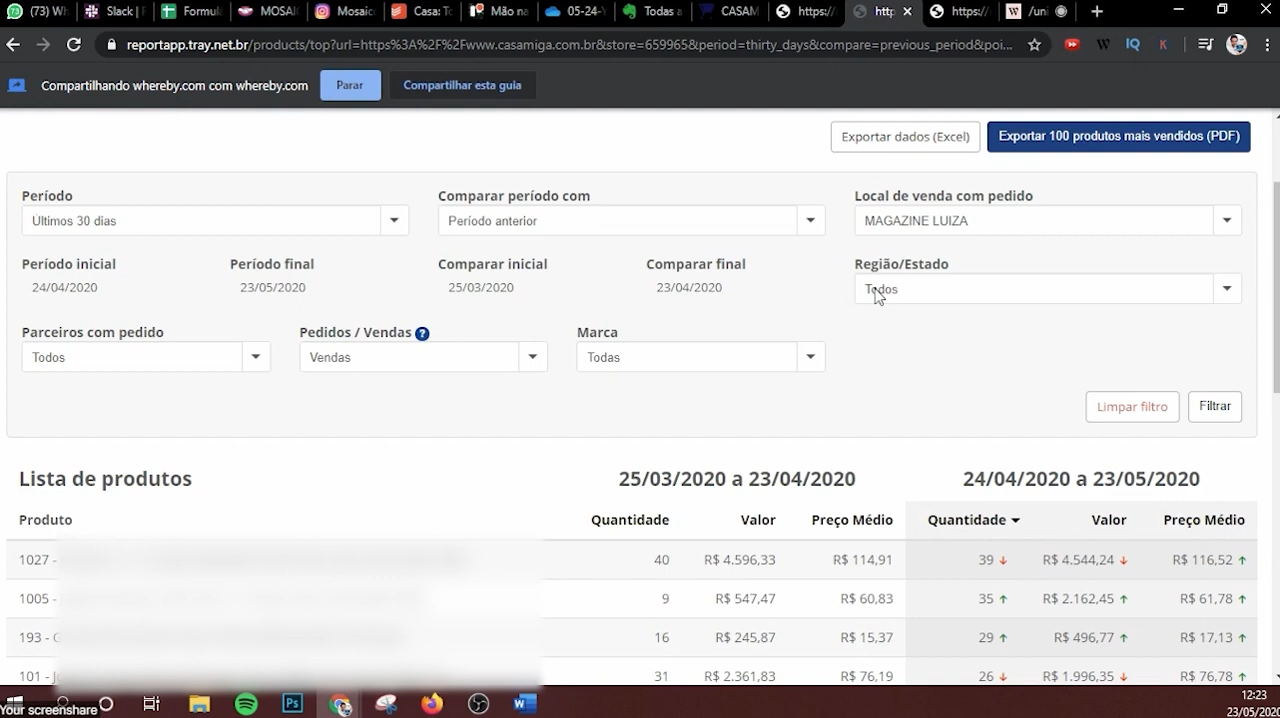 (73) Wh
Slack |
Formula
MOSAI
Mosaico
Casa: To
Mão na
05-24-
Todas a
CASAM
https:/
http
https:/
/uni
reportapp.tray.net.br/products/top?url=https%3A%2F%2Fwww.casamiga.com.br&store=659965&period=thirty_days&compare=previous_period&poi...
Compartilhando whereby.com com whereby.com
Parar
Compartilhar esta guia
Exportar dados (Excel)
Exportar 100 produtos mais vendidos (PDF)
Período
Comparar período com
Local de venda com pedido
Últimos 30 dias
Período anterior
MAGAZINE LUIZA
Período inicial
Período final
Comparar inicial
Comparar final
Região/Estado
24/04/2020
23/05/2020
25/03/2020
23/04/2020
Todos
Parceiros com pedido
Pedidos / Vendas ?
Marca
Todos
Vendas
Todas
Limpar filtro
Filtrar
Lista de produtos
25/03/2020 a 23/04/2020
24/04/2020 a 23/05/2020
Produto Quantidade Valor Preço Médio Quantidade Valor Preço Médio
1027 - 40 R$ 4.596,33 R$ 114,91 39 ↓ R$ 4.544,24 ↓ R$ 116,52 ↑
1005 - 9 R$ 547,47 R$ 60,83 35 ↑ R$ 2.162,45 ↑ R$ 61,78 ↑
193 - 16 R$ 245,87 R$ 15,37 29 ↑ R$ 496,77 ↑ R$ 17,13 ↑
101 - 31 R$ 2.361,83 R$ 76,19 26 ↓ R$ 1.996,35 ↓ R$ 76,78 ↑
Your screenshare
12:23
23/05/2020